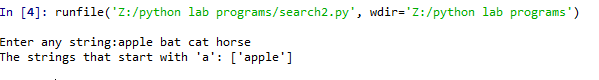 In [4]: runfile('Z:/python lab programs/search2.py', wdir='Z:/python lab programs')
Enter any string:apple bat cat horse
The strings that start with 'a': ['apple']